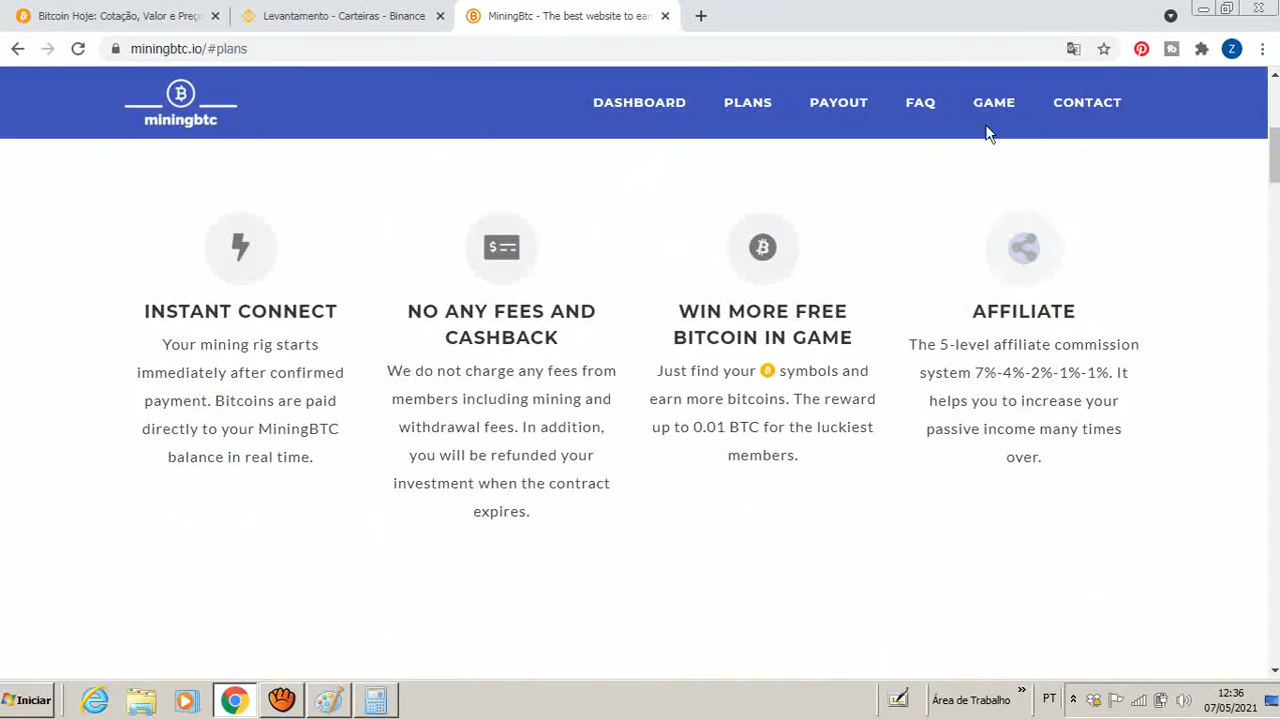 Bitcoin Hoje: Cotação, Valor e Preço
Levantamento - Carteiras - Binance
MiningBtc - The best website to ear
miningbtc.io/#plans
Z
miningbtc
DASHBOARD
PLANS
PAYOUT
FAQ
GAME
CONTACT
INSTANT CONNECT
Your mining rig starts
immediately after confirmed
payment. Bitcoins are paid
directly to your MiningBTC
balance in real time.
NO ANY FEES AND
CASHBACK
We do not charge any fees from
members including mining and
withdrawal fees. In addition,
you will be refunded your
investment when the contract
expires.
WIN MORE FREE
BITCOIN IN GAME
Just find your symbols and
earn more bitcoins. The reward
up to 0.01 BTC for the luckiest
members.
AFFILIATE
The 5-level affiliate commission
system 7%-4%-2%-1%-1%. It
helps you to increase your
passive income many times
over.
Iniciar
Área de Trabalho
PT
12:36
07/05/2021